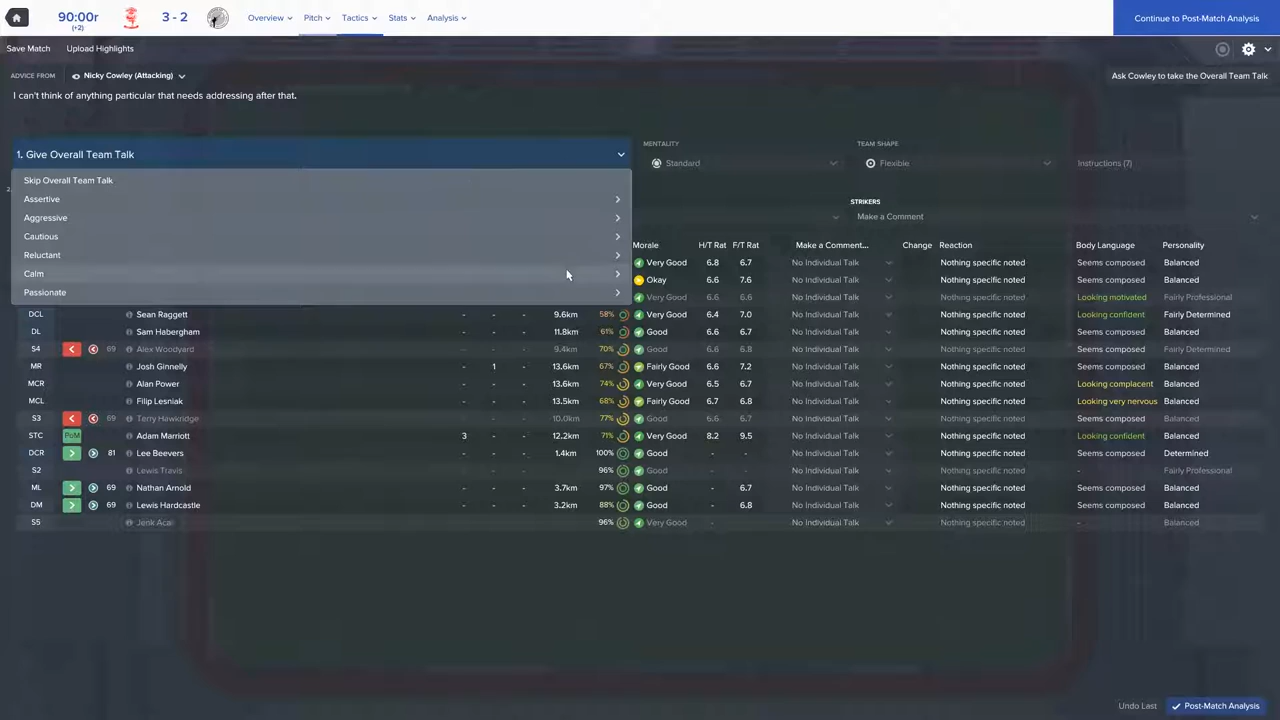 90:00r
(+2)
3 - 2
Overview
Pitch
Tactics
Stats
Analysis
Continue to Post-Match Analysis
Save Match
Upload Highlights
ADVICE FROM
Nicky Cowley (Attacking)
Ask Cowley to take the Overall Team Talk
I can't think of anything particular that needs addressing after that.
1. Give Overall Team Talk
MENTALITY
TEAM SHAPE
Standard
Flexible
Instructions (7)
Skip Overall Team Talk
2.
Assertive
STRIKERS
Aggressive
Make a Comment
Cautious
Reluctant
Calm
Passionate
Morale H/T Rat F/T Rat Make a Comment... Change Reaction Body Language Personality
Very Good 6.8 6.7 No Individual Talk Nothing specific noted Seems composed Balanced
Okay 6.6 7.6 No Individual Talk Nothing specific noted Seems composed Balanced
Very Good 6.6 6.6 No Individual Talk Nothing specific noted Looking motivated Fairly Professional
DCL Sean Raggett - - - 9.6km 58% Very Good 6.4 7.0 No Individual Talk Nothing specific noted Looking confident Fairly Determined
DL Sam Habergham - - - 11.8km 61% Good 6.6 6.7 No Individual Talk Nothing specific noted Seems composed Balanced
S4 69 Alex Woodyard - - - 9.4km 70% Good 6.6 6.8 No Individual Talk Nothing specific noted Seems composed Fairly Determined
MR Josh Ginnelly - 1 - 13.6km 67% Fairly Good 6.6 7.2 No Individual Talk Nothing specific noted Seems composed Balanced
MCR Alan Power - - - 13.6km 74% Very Good 6.5 6.7 No Individual Talk Nothing specific noted Looking complacent Balanced
MCL Filip Lesniak - - - 13.5km 68% Fairly Good 6.7 6.8 No Individual Talk Nothing specific noted Looking very nervous Balanced
S3 69 Terry Hawkridge - - - 10.0km 77% Good 6.6 6.7 No Individual Talk Nothing specific noted Seems composed Balanced
STC PoM Adam Marriott 3 - - 12.2km 71% Very Good 8.2 9.5 No Individual Talk Nothing specific noted Looking confident Balanced
DCR 81 Lee Beevers - - - 1.4km 100% Good - - No Individual Talk Nothing specific noted Seems composed Determined
S2 Lewis Travis - - - 96% Good - - No Individual Talk Nothing specific noted - Fairly Professional
ML 69 Nathan Arnold - - - 3.7km 97% Good - 6.7 No Individual Talk Nothing specific noted Seems composed Balanced
DM 69 Lewis Hardcastle - - - 3.2km 88% Good - 6.8 No Individual Talk Nothing specific noted Seems composed Balanced
S5 Jenk Acar - - - 96% Very Good - - No Individual Talk Nothing specific noted - Balanced
Undo Last
Post-Match Analysis